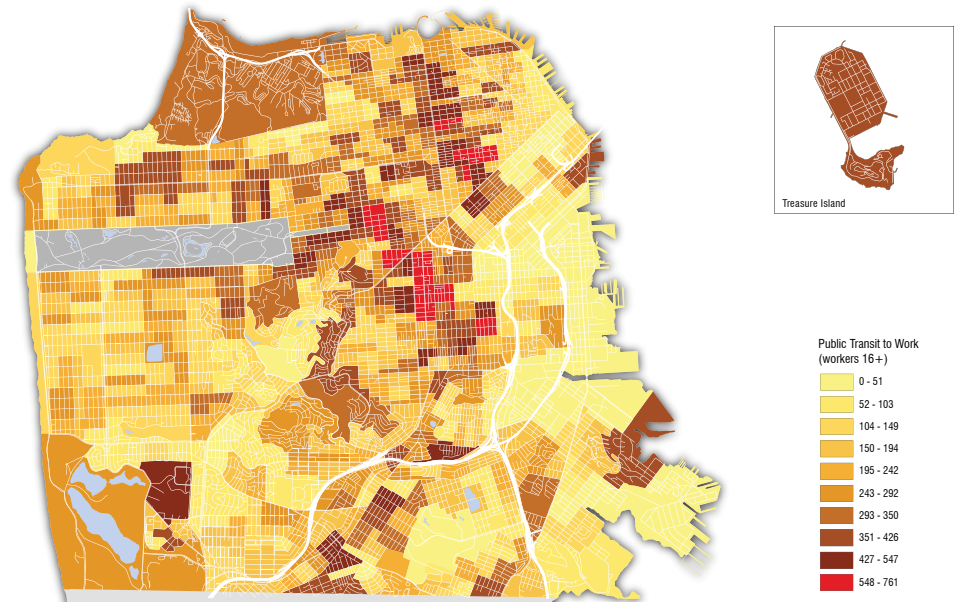 Treasure Island
Public Transit to Work
(workers 16+)
0 - 51
52 - 103
104 - 149
150 - 194
195 - 242
243 - 292
293 - 350
351 - 426
427 - 547
548 - 761